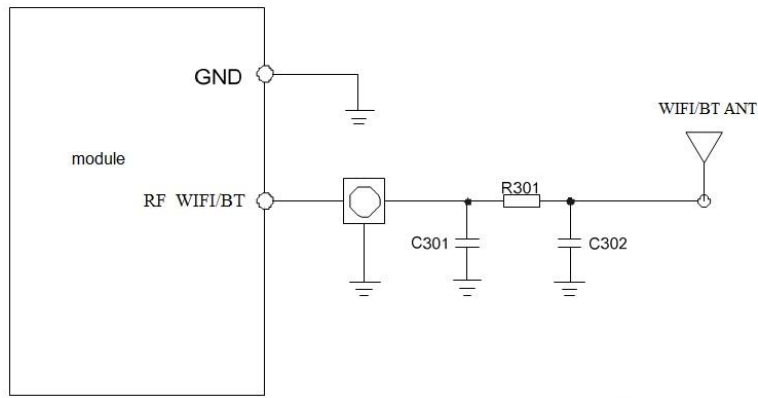 GND
WIFI/BT ANT
module
RF WIFI/BT
R301
C301
C302